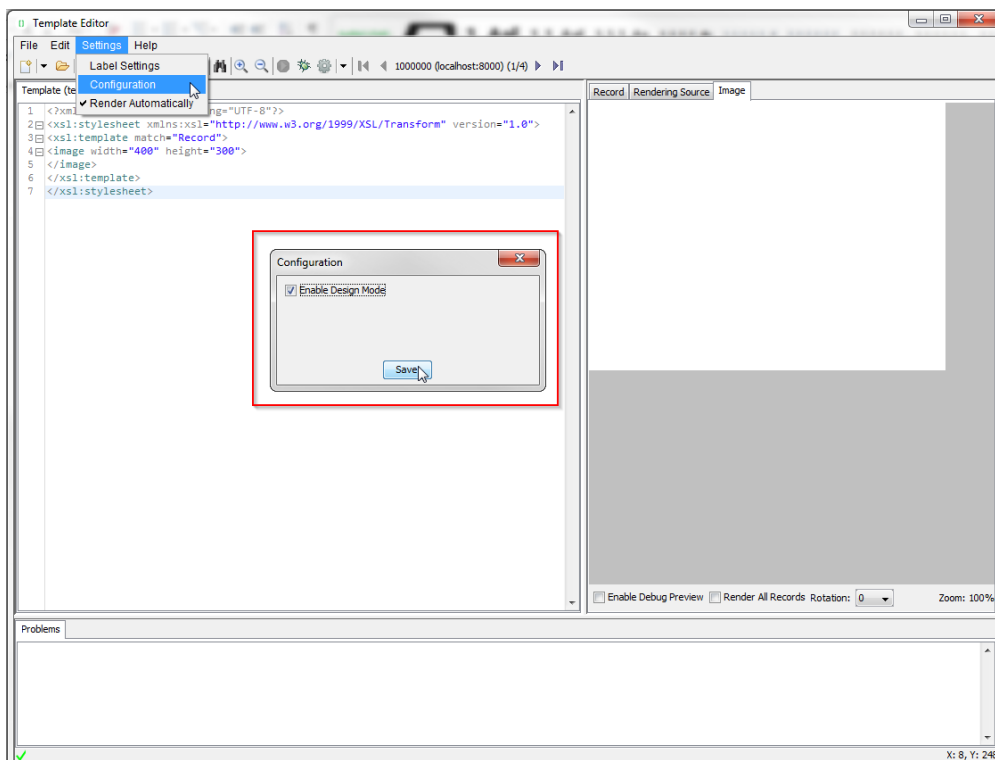 Template Editor
File Edit Settings Help
Label Settings
Configuration
Render Automatically
1000000 (localhost:8000) (1/4)
Template (te
Record Rendering Source Image
1 <?xml ng="UTF-8"?>
2 <xsl:stylesheet xmlns:xsl="http://www.w3.org/1999/XSL/Transform" version="1.0">
3 <xsl:template match="Record">
4 <image width="400" height="300">
5 </image>
6 </xsl:template>
7 </xsl:stylesheet>
Configuration
Enable Design Mode
Save
Enable Debug Preview Render All Records Rotation: 0 Zoom: 100%
Problems
X: 8, Y: 248